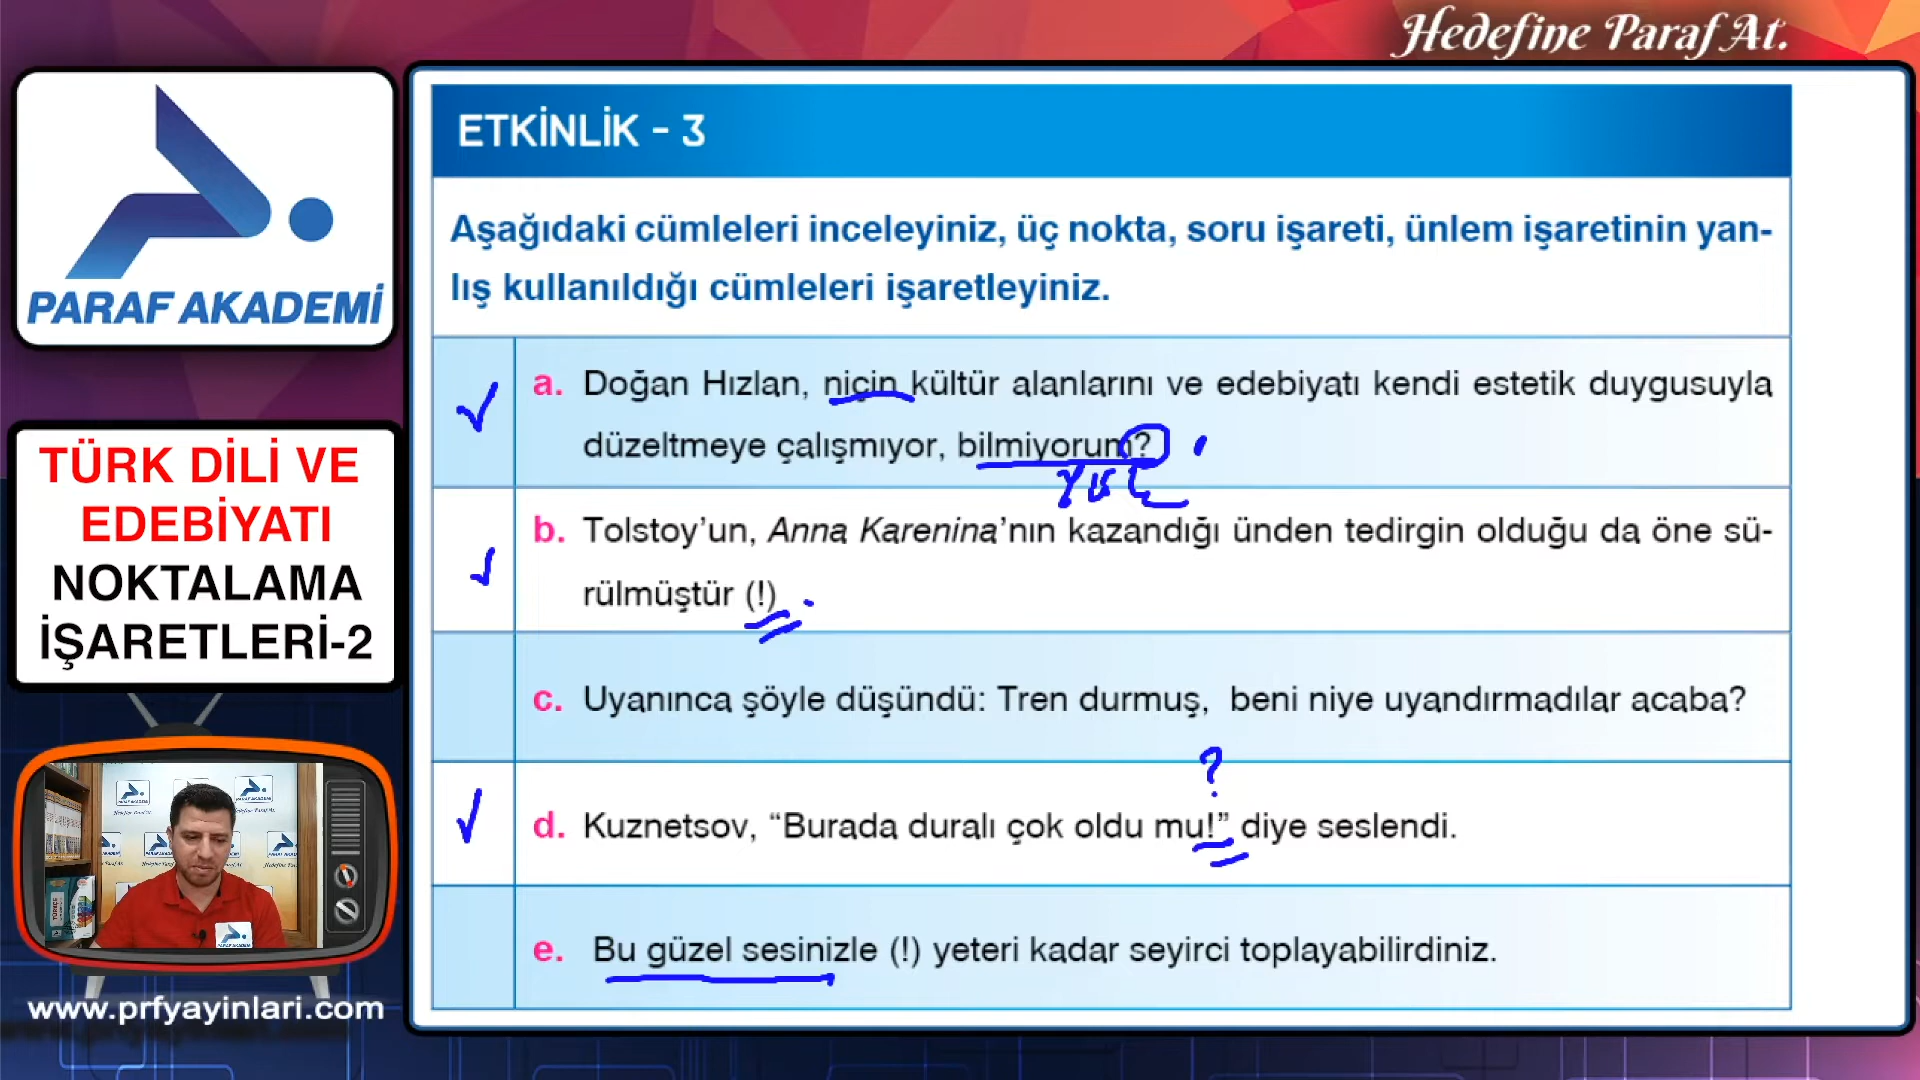 Hedefine Paraf At.
PARAF AKADEMİ
TÜRK DİLİ VE
EDEBİYATI
NOKTALAMA
İŞARETLERİ-2
www.prfyayinlari.com
ETKİNLİK - 3
Aşağıdaki cümleleri inceleyiniz, üç nokta, soru işareti, ünlem işaretinin yan-
lış kullanıldığı cümleleri işaretleyiniz.
a. Doğan Hızlan, niçin kültür alanlarını ve edebiyatı kendi estetik duygusuyla
düzeltmeye çalışmıyor, bilmiyorum?
b. Tolstoy’un, Anna Karenina’nın kazandığı ünden tedirgin olduğu da öne sü-
rülmüştür (!)
c. Uyanınca şöyle düşündü: Tren durmuş, beni niye uyandırmadılar acaba?
?
d. Kuznetsov, “Burada duralı çok oldu mu!” diye seslendi.
e. Bu güzel sesinizle (!) yeteri kadar seyirci toplayabilirdiniz.